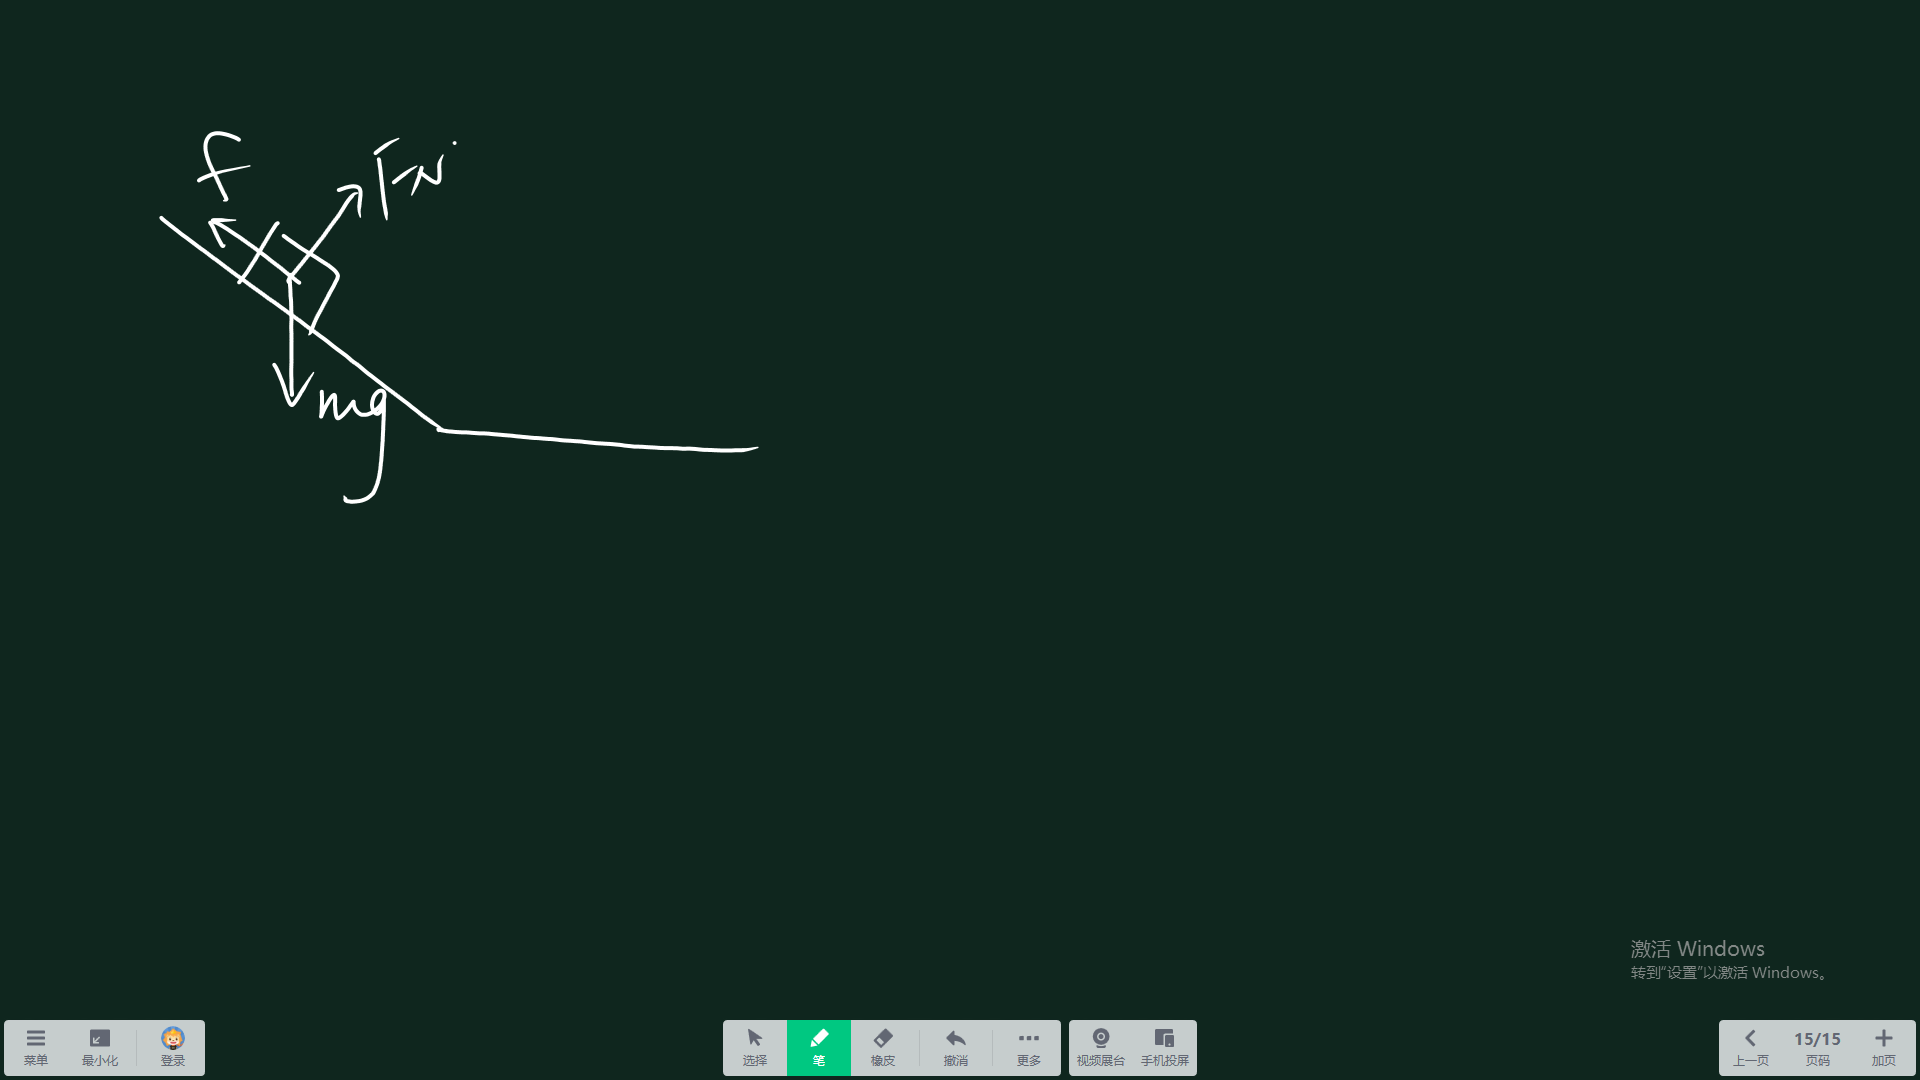 f
FN
mg
激活 Windows
转到“设置”以激活 Windows。
菜单 最小化 登录 选择 笔 橡皮 撤消 更多 视频展台 手机投屏 上一页 15/15 页码 加页